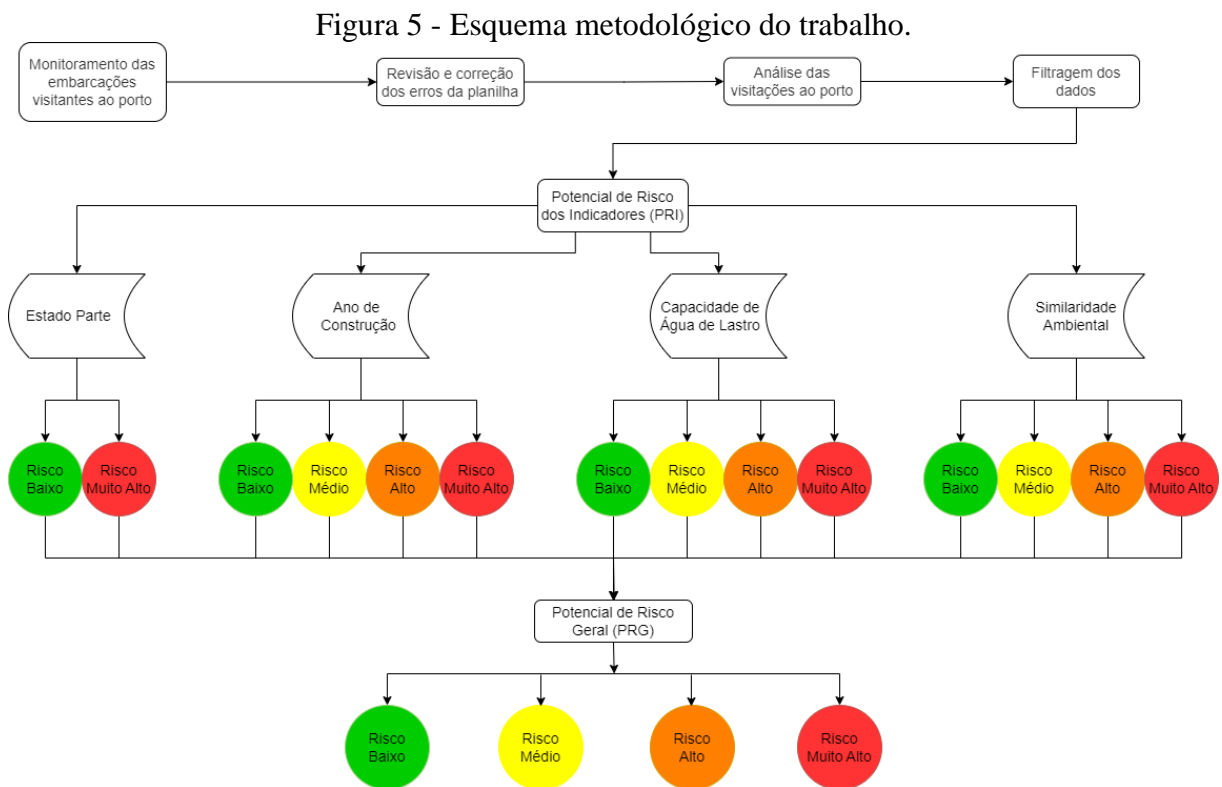 Figura 5 - Esquema metodológico do trabalho.
Monitoramento das
embarcações
visitantes ao porto
Revisão e correção
dos erros da planilha
Análise das
visitações ao porto
Filtragem dos
dados
Potencial de Risco
dos Indicadores (PRI)
Estado Parte
Ano de
Construção
Capacidade de
Água de Lastro
Similaridade
Ambiental
Risco
Baixo
Risco
Muito Alto
Risco
Baixo
Risco
Médio
Risco
Alto
Risco
Muito Alto
Risco
Baixo
Risco
Médio
Risco
Alto
Risco
Muito Alto
Risco
Baixo
Risco
Médio
Risco
Alto
Risco
Muito Alto
Potencial de Risco
Geral (PRG)
Risco
Baixo
Risco
Médio
Risco
Alto
Risco
Muito Alto